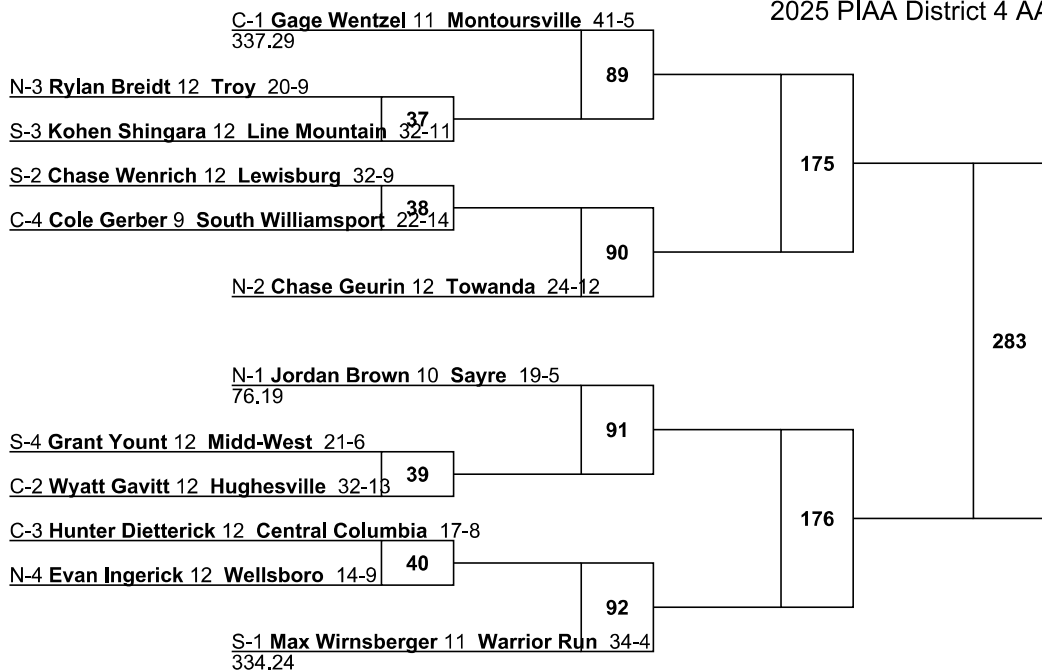 2025 PIAA District 4 AA
C-1 Gage Wentzel 11 Montoursville 41-5
337.29
89
N-3 Rylan Breidt 12 Troy 20-9
37
S-3 Kohen Shingara 12 Line Mountain 32-11
175
S-2 Chase Wenrich 12 Lewisburg 32-9
38
C-4 Cole Gerber 9 South Williamsport 22-14
90
N-2 Chase Geurin 12 Towanda 24-12
283
N-1 Jordan Brown 10 Sayre 19-5
76.19
91
S-4 Grant Yount 12 Midd-West 21-6
39
C-2 Wyatt Gavitt 12 Hughesville 32-13
176
C-3 Hunter Dietterick 12 Central Columbia 17-8
40
N-4 Evan Ingerick 12 Wellsboro 14-9
92
S-1 Max Wirnsberger 11 Warrior Run 34-4
334.24